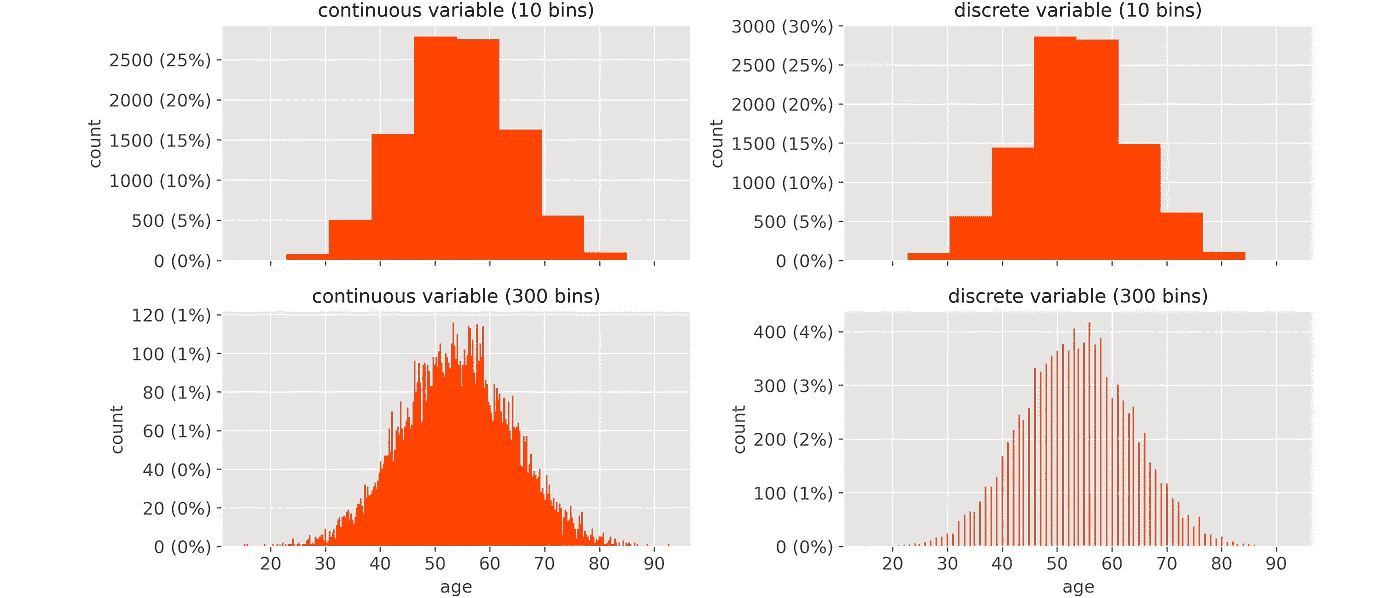 continuous variable (10 bins)
2500 (25%)
2000 (20%)
1500 (15%)
1000 (10%)
500 (5%)
0 (0%)
count
discrete variable (10 bins)
3000 (30%)
2500 (25%)
2000 (20%)
1500 (15%)
1000 (10%)
500 (5%)
0 (0%)
count
continuous variable (300 bins)
120 (1%)
100 (1%)
80 (1%)
60 (1%)
40 (0%)
20 (0%)
0 (0%)
count
20 30 40 50 60 70 80 90
age
discrete variable (300 bins)
400 (4%)
300 (3%)
200 (2%)
100 (1%)
0 (0%)
count
20 30 40 50 60 70 80 90
age